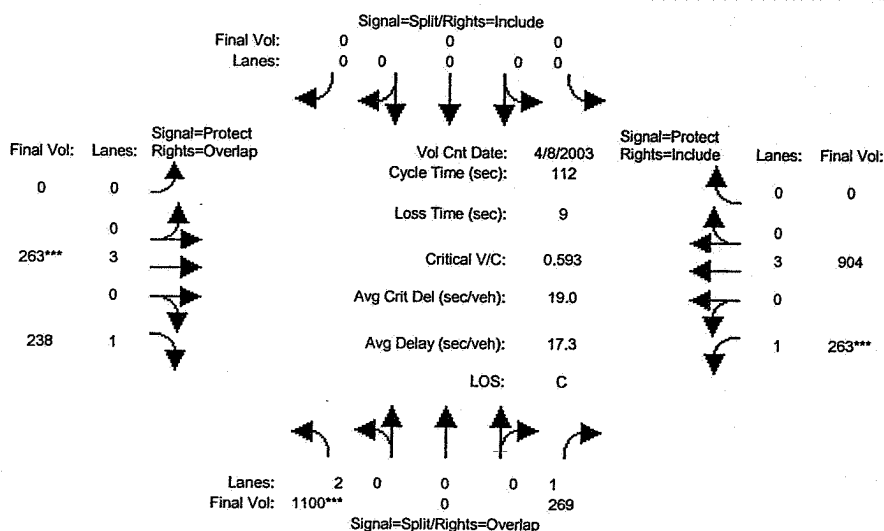 Signal=Split/Rights=Include
Final Vol: 0 0 0
Lanes: 0 0 0 0 0
Signal=Protect
Final Vol: Lanes: Rights=Overlap
Vol Cnt Date: 4/8/2003
Signal=Protect
Rights=Include Lanes: Final Vol:
Cycle Time (sec): 112
0 0
0 0
Loss Time (sec): 9
0
0
263*** 3
Critical V/C: 0.593
3 904
0
Avg Crit Del (sec/veh): 19.0
0
238 1
Avg Delay (sec/veh): 17.3
1 263***
LOS: C
Lanes: 2 0 0 0 1
Final Vol: 1100*** 0 269
Signal=Split/Rights=Overlap